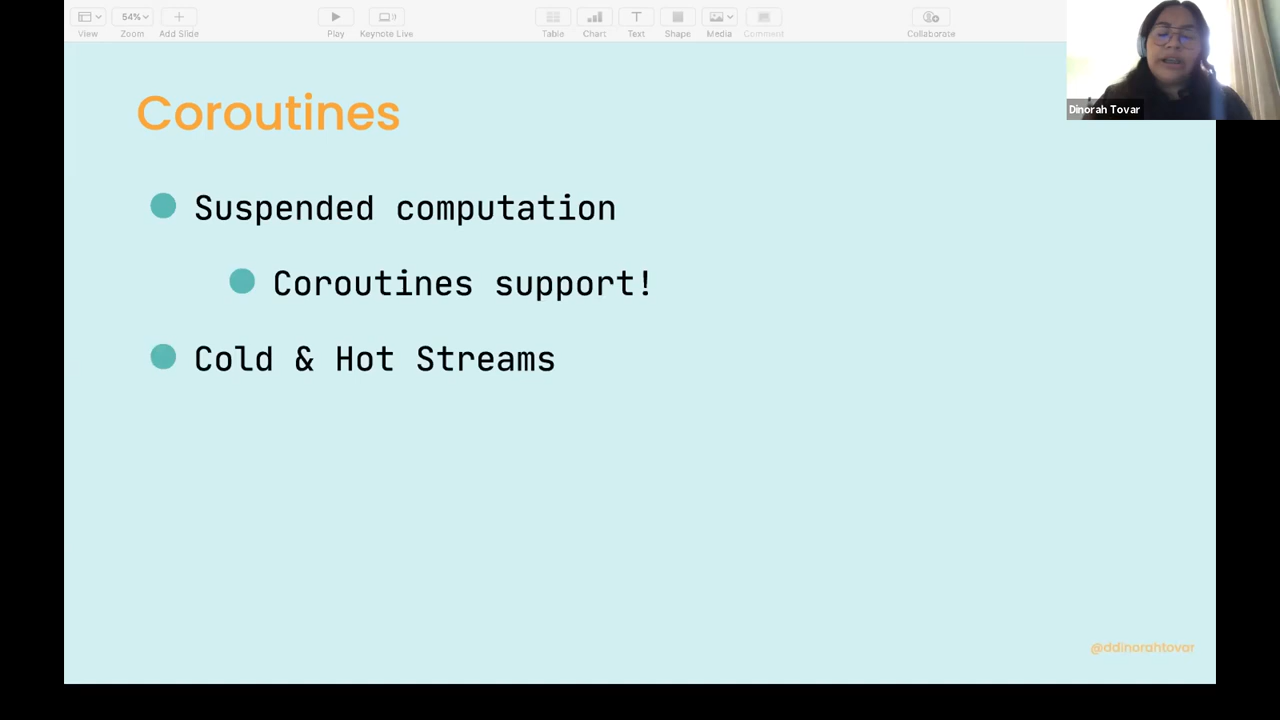 54%
View
Zoom
Add Slide
Play
Keynote Live
Table
Chart
Text
Shape
Media
Comment
Collaborate
Dinorah Tovar
Coroutines
Suspended computation
Coroutines support!
Cold & Hot Streams
@ddinorahtovar